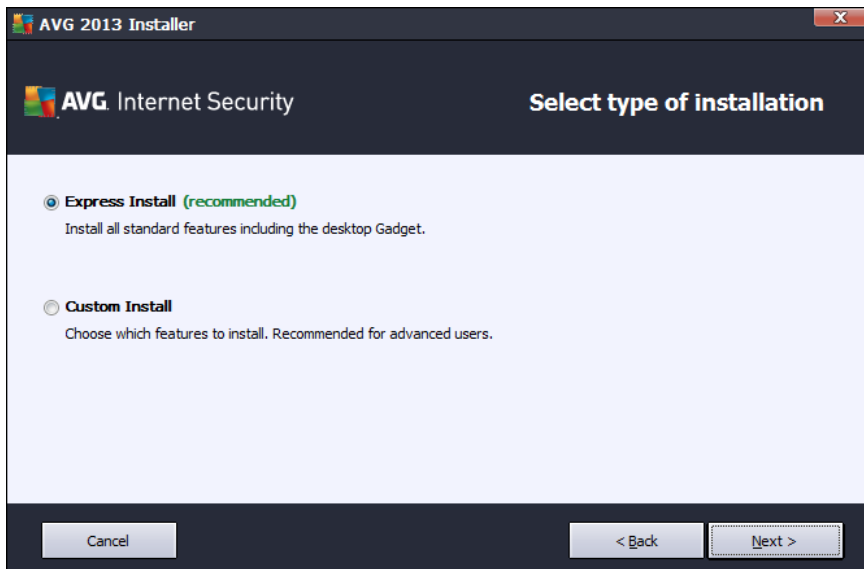 AVG 2013 Installer
AVG. Internet Security
Select type of installation
Express Install (recommended)
Install all standard features including the desktop Gadget.
Custom Install
Choose which features to install. Recommended for advanced users.
Cancel
< Back
Next >